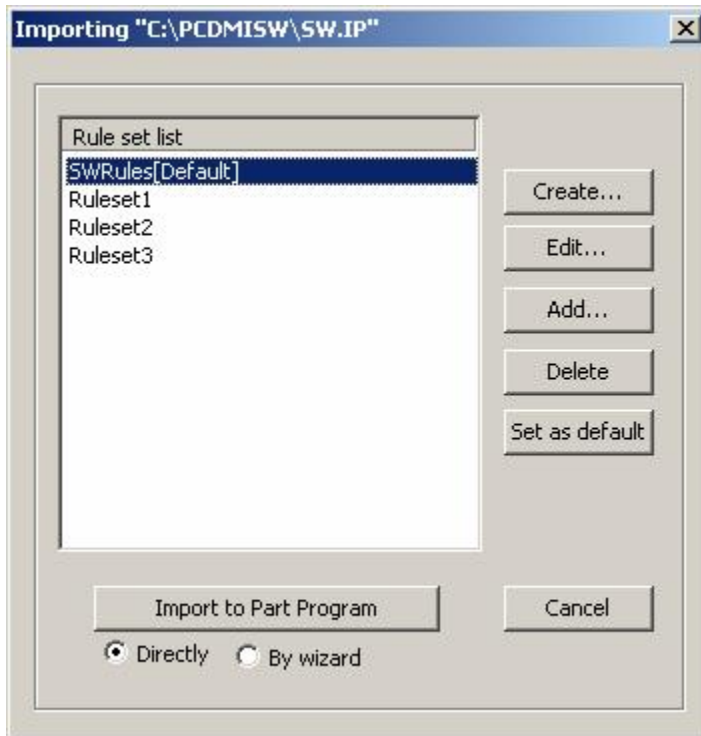 Importing "C:\PCDMISW\SW.IP"
Rule set list
SWRules[Default]
Ruleset1
Ruleset2
Ruleset3
Create...
Edit...
Add...
Delete
Set as default
Import to Part Program
Cancel
Directly
By wizard